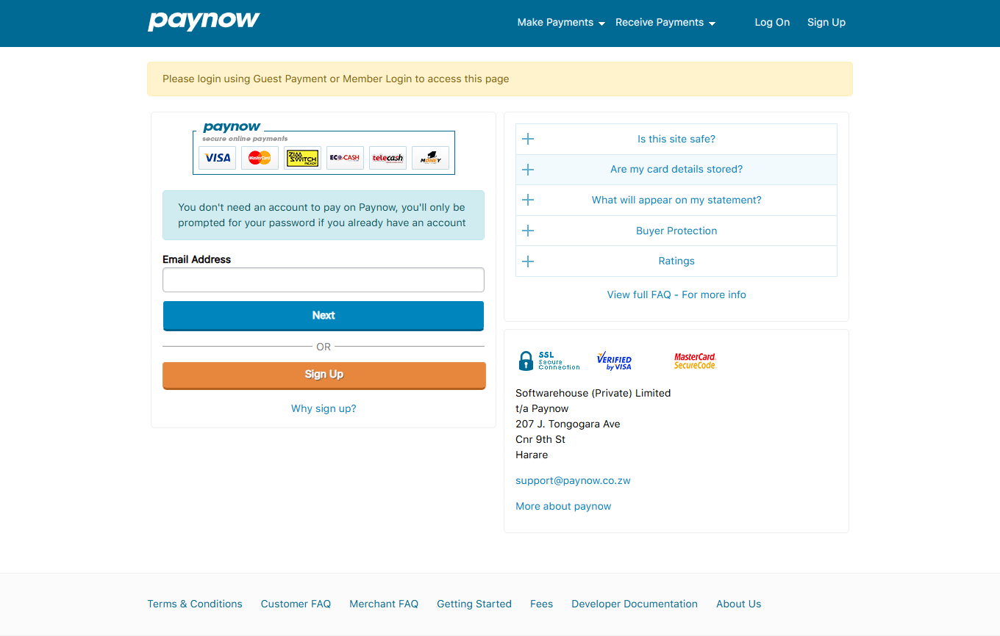 paynow
Make Payments
Receive Payments
Log On
Sign Up
Please login using Guest Payment or Member Login to access this page
paynow
secure online payments
VISA
MasterCard
ZIMSWITCH
READY
ECOCASH
telecash
1 MONEY
You don't need an account to pay on Paynow, you'll only be
prompted for your password if you already have an account
Email Address
Next
OR
Sign Up
Why sign up?
Is this site safe?
Are my card details stored?
What will appear on my statement?
Buyer Protection
Ratings
View full FAQ - For more info
SSL
Secure
Connection
VERIFIED
by VISA
MasterCard.
SecureCode.
Softwarehouse (Private) Limited
t/a Paynow
207 J. Tongogara Ave
Cnr 9th St
Harare
support@paynow.co.zw
More about paynow
Terms & Conditions
Customer FAQ
Merchant FAQ
Getting Started
Fees
Developer Documentation
About Us